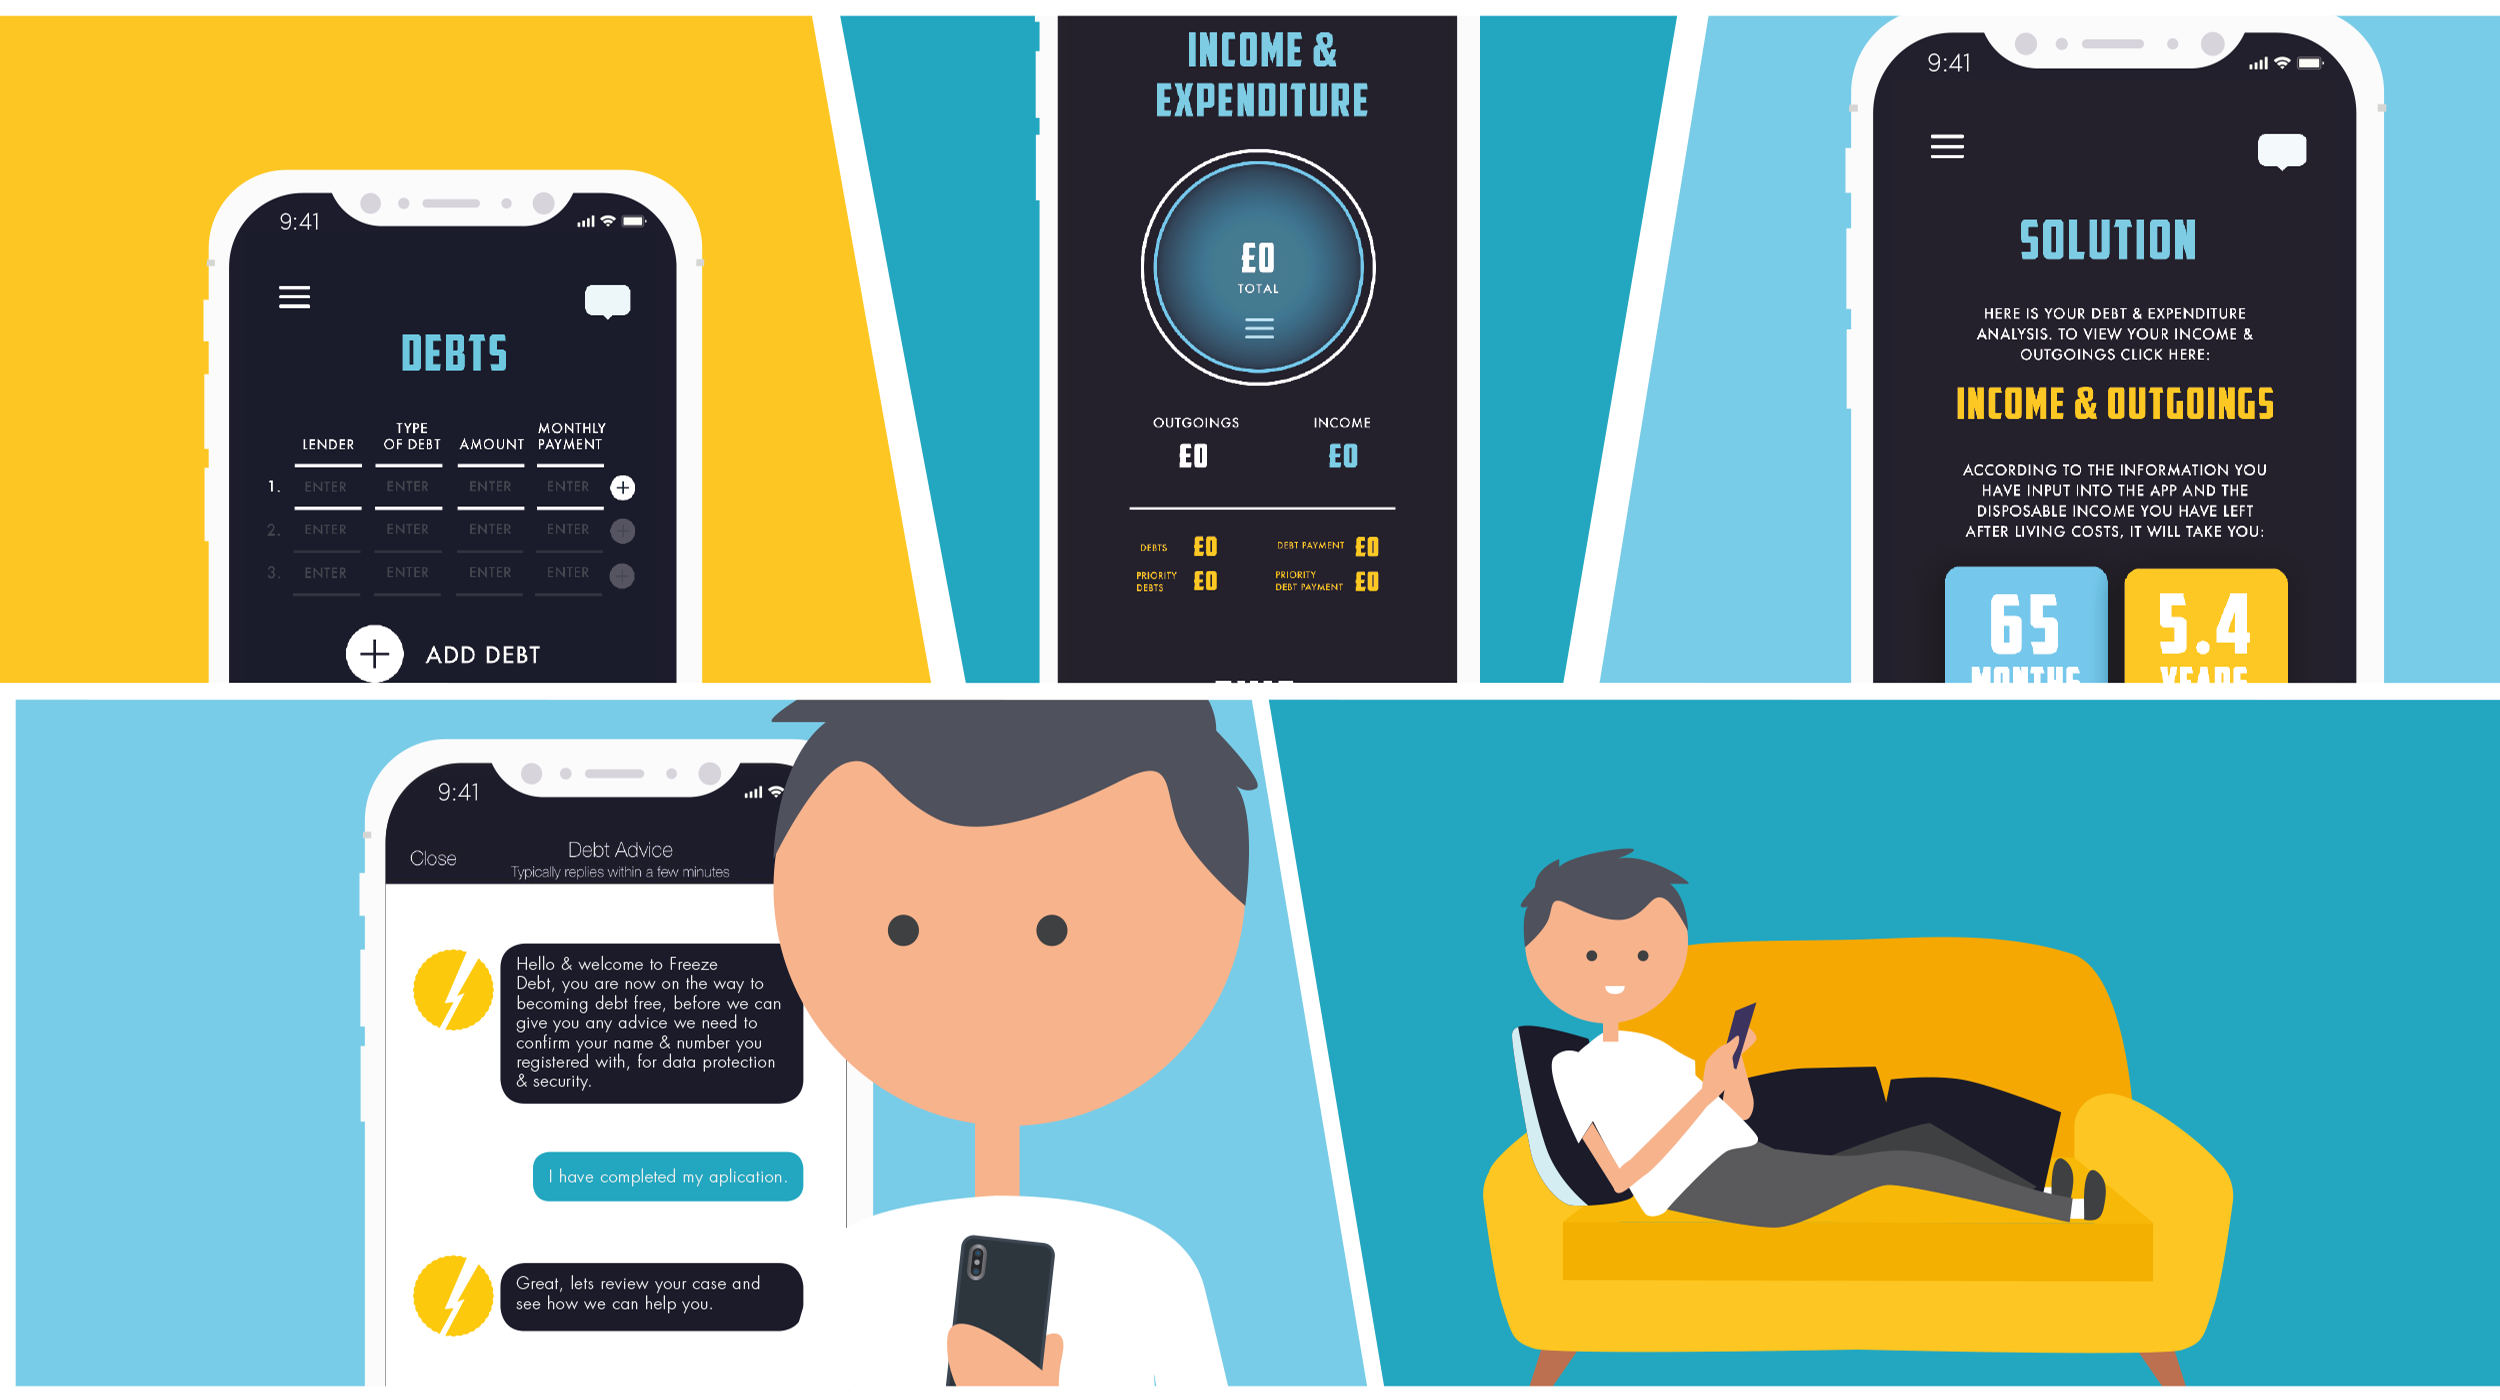 9:41
DEBTS
LENDER
TYPE
OF DEBT
AMOUNT
MONTHLY
PAYMENT
1. ENTER ENTER ENTER ENTER
2. ENTER ENTER ENTER ENTER
3. ENTER ENTER ENTER ENTER
ADD DEBT
INCOME &
EXPENDITURE
£0
TOTAL
OUTGOINGS INCOME
£0 £0
DEBTS £0 DEBT PAYMENT £0
PRIORITY
DEBTS £0
PRIORITY
DEBT PAYMENT £0
9:41
SOLUTION
HERE IS YOUR DEBT & EXPENDITURE
ANALYSIS. TO VIEW YOUR INCOME &
OUTGOINGS CLICK HERE:
INCOME & OUTGOINGS
ACCORDING TO THE INFORMATION YOU
HAVE INPUT INTO THE APP AND THE
DISPOSABLE INCOME YOU HAVE LEFT
AFTER LIVING COSTS, IT WILL TAKE YOU:
65
MONTHS
5.4
YEARS
9:41
Close
Debt Advice
Typically replies within a few minutes
Hello & welcome to Freeze
Debt, you are now on the way to
becoming debt free, before we can
give you any advice we need to
confirm your name & number you
registered with, for data protection
& security.
I have completed my aplication.
Great, lets review your case and
see how we can help you.